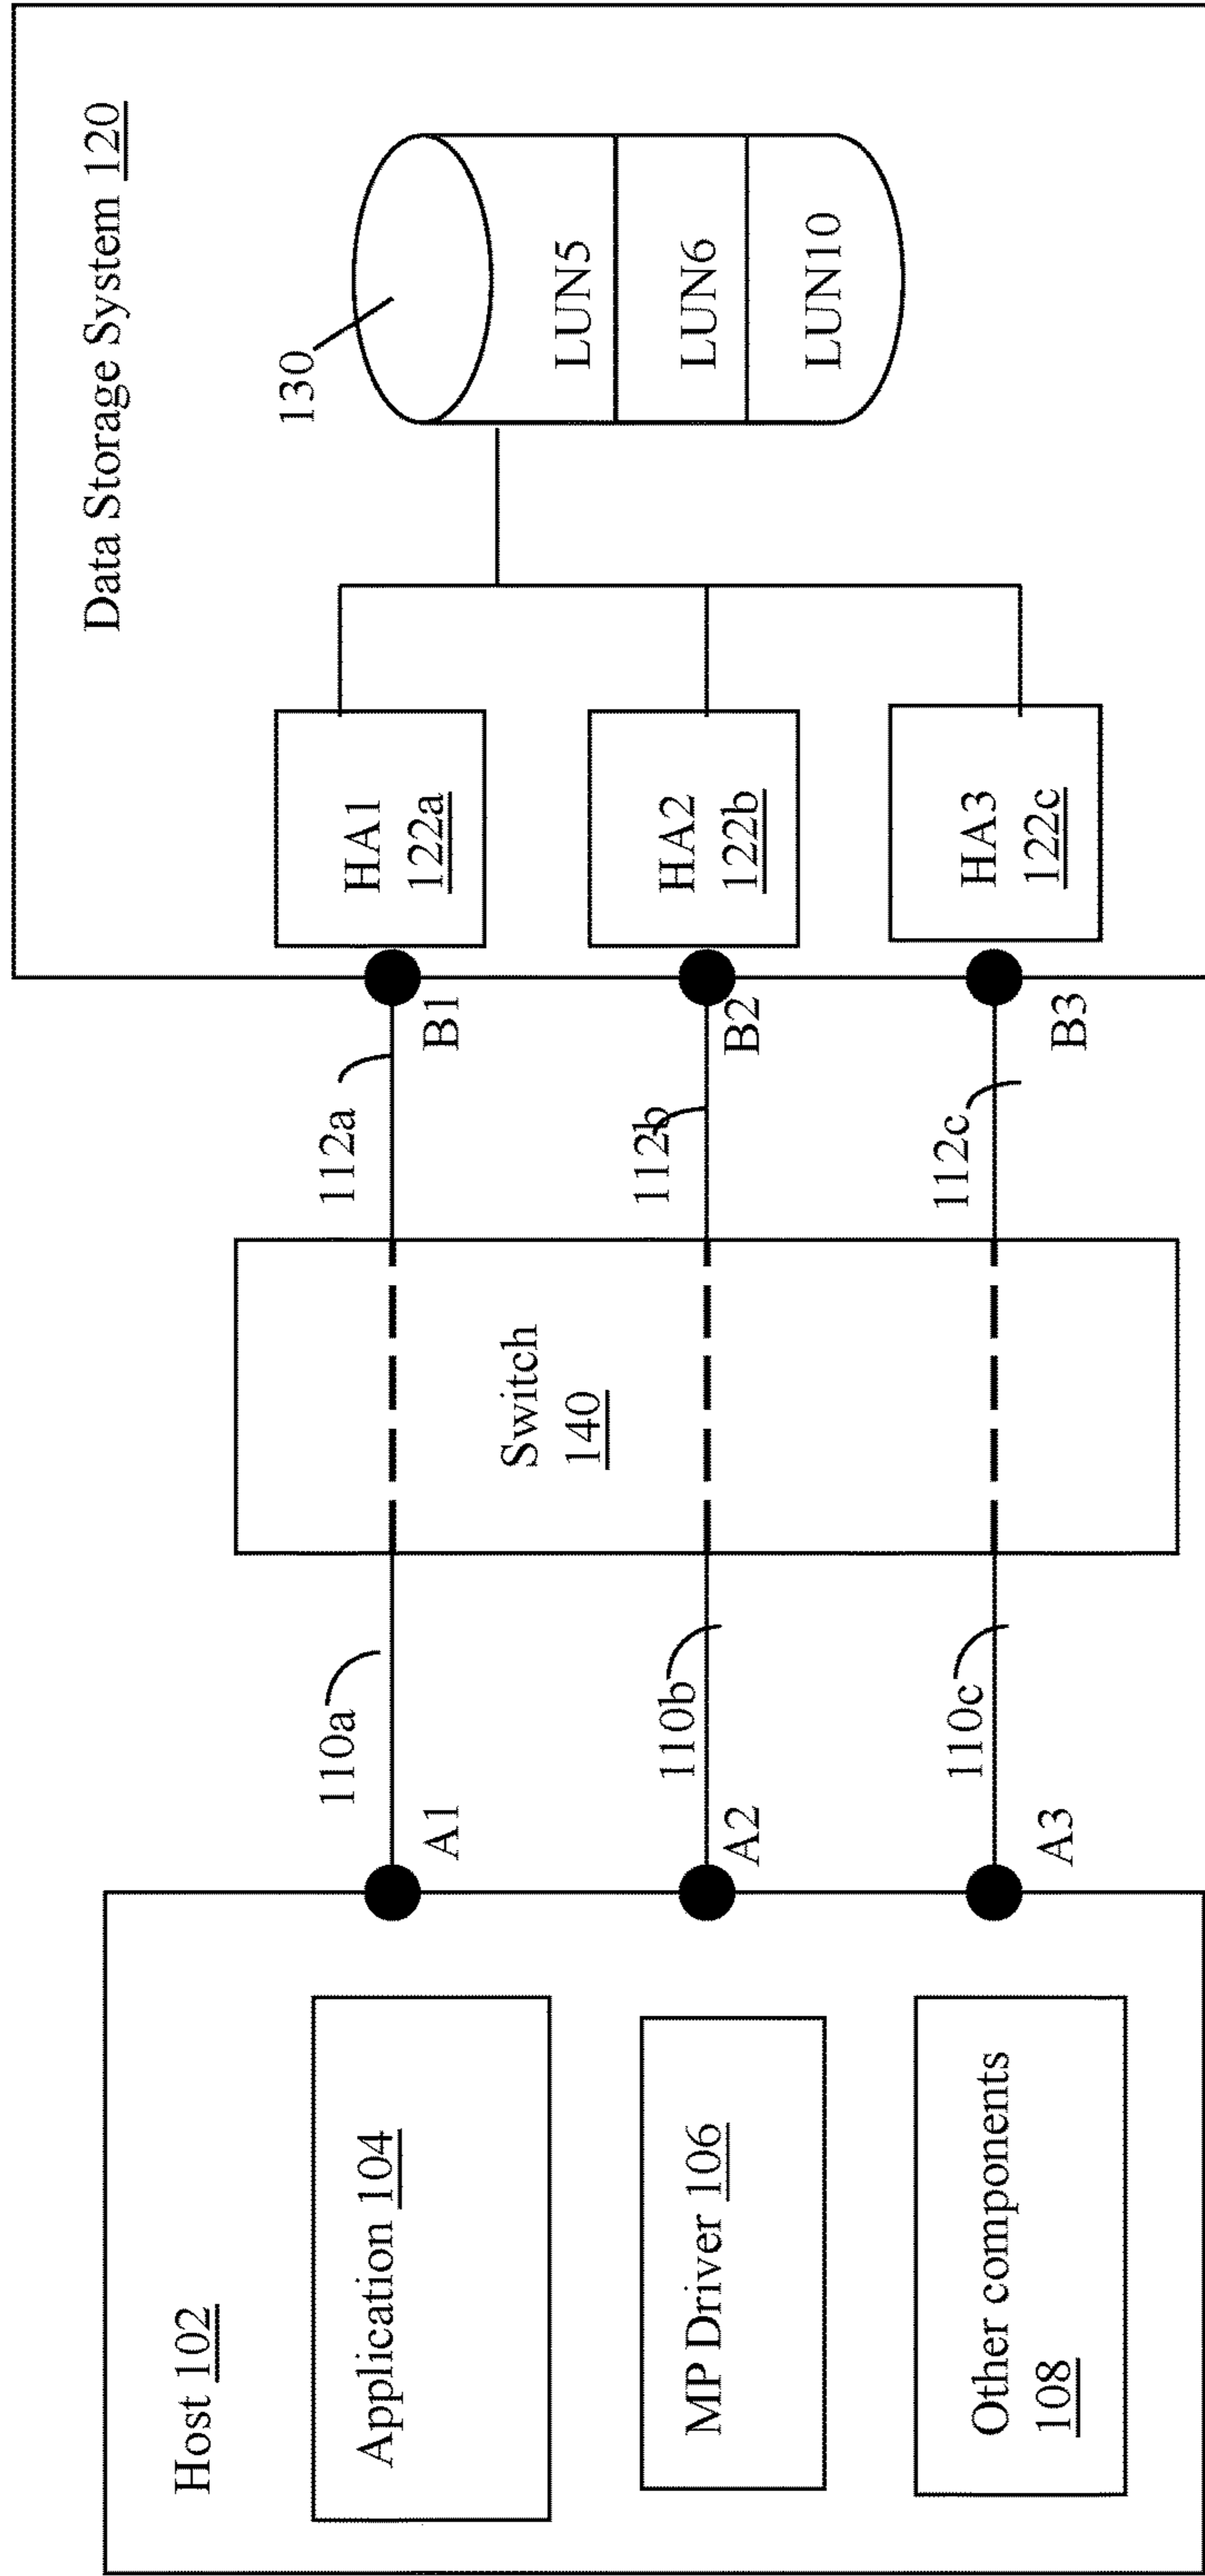 Host 102
Application 104
MP Driver 106
Other components
108
A1
A2
A3
110a
110b
110c
Switch
140
112a
112b
112c
B1
B2
B3
Data Storage System 120
HA1
122a
HA2
122b
HA3
122c
130
LUN5
LUN6
LUN10